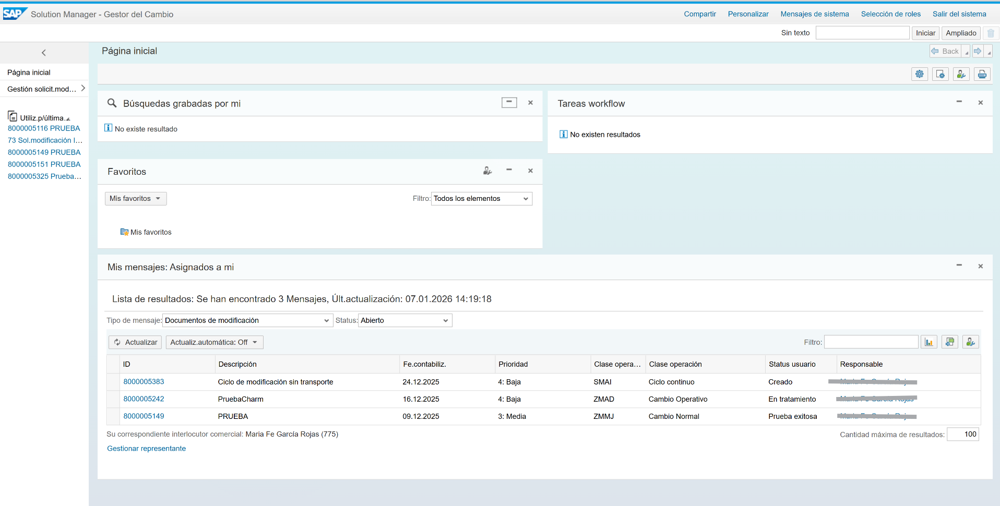 SAP Solution Manager - Gestor del Cambio
Compartir Personalizar Mensajes de sistema Selección de roles Salir del sistema
Sin texto Iniciar Ampliado
Página inicial
Back
Página inicial
Gestión solicit.mod...
Utiliz.p/última...
8000005116 PRUEBA
73 Sol.modificación I...
8000005149 PRUEBA
8000005151 PRUEBA
8000005325 Prueba...
Búsquedas grabadas por mi
No existe resultado
Tareas workflow
No existen resultados
Favoritos
Mis favoritos
Filtro: Todos los elementos
Mis favoritos
Mis mensajes: Asignados a mi
Lista de resultados: Se han encontrado 3 Mensajes, Últ.actualización: 07.01.2026 14:19:18
Tipo de mensaje: Documentos de modificación Status: Abierto
Actualizar Actualiz.automática: Off Filtro:
ID Descripción Fe.contabiliz. Prioridad Clase opera... Clase operación Status usuario Responsable
8000005383 Ciclo de modificación sin transporte 24.12.2025 4: Baja SMAI Ciclo continuo Creado
8000005242 PruebaCharm 16.12.2025 4: Baja ZMAD Cambio Operativo En tratamiento
8000005149 PRUEBA 09.12.2025 3: Media ZMMJ Cambio Normal Prueba exitosa
Su correspondiente interlocutor comercial: Maria Fe García Rojas (775)
Cantidad máxima de resultados: 100
Gestionar representante